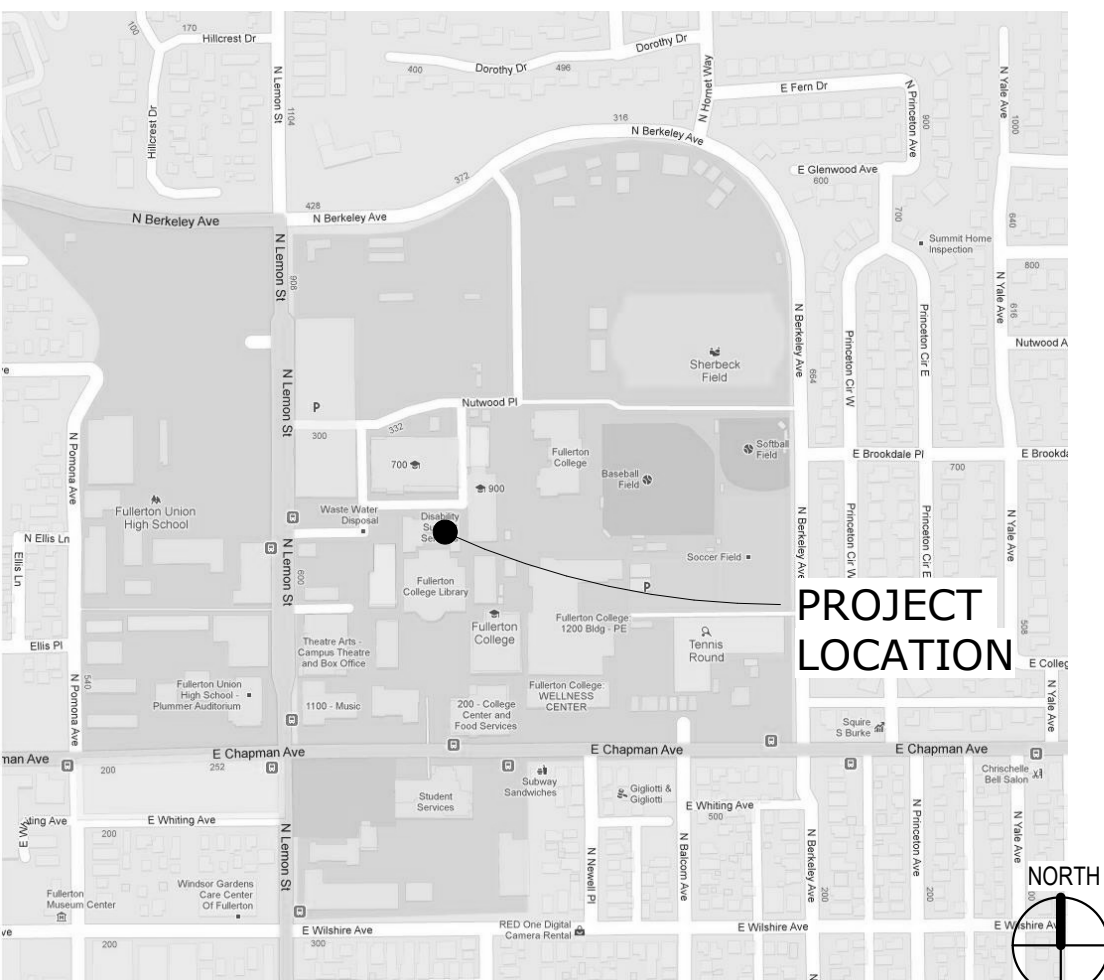 100
170
Hillcrest Dr
Hillcrest Dr
N Lemon St
1104
Dorothy Dr
400
Dorothy Dr
496
N Hornet Way
E Fern Dr
N Princeton Ave
900
N Yale Ave
1000
316
N Berkeley Ave
E Glenwood Ave
600
372
428
N Berkeley Ave
N Berkeley Ave
700
640
Summit Home
Inspection
800
N Lemon St
908
N Yale Ave
616
Nutwood A
N Berkeley Ave
664
Princeton Cir W
Princeton Cir E
Sherbeck
Field
N Lemon St
P
300
332
Nutwood Pl
700
900
Fullerton
College
Baseball
Field
Softball
Field
E Brookdale Pl
700
E Brookda
N Pomona Ave
Fullerton Union
High School
Waste Water
Disposal
Disability
N Ellis Ln
Ellis Ln
N Lemon St
600
Soccer Field
N Berkeley Ave
Princeton Cir W
Princeton Cir E
N Yale Ave
Fullerton
College Library
P
PROJECT
LOCATION
Fullerton
College
Fullerton College:
1200 Bldg - PE
Tennis
Round
508
Ellis Pl
Theatre Arts -
Campus Theatre
and Box Office
E Colleg
N Pomona Ave
540
Fullerton Union
High School -
Plummer Auditorium
1100 - Music
200 - College
Center and
Food Services
Fullerton College:
WELLNESS
CENTER
N Yale Ave
Squire
S Burke
man Ave
200
E Chapman Ave
252
E Chapman Ave
E Chapman Ave
Chrischelle
Bell Salon
Student
Services
Subway
Sandwiches
Gigliotti &
Gigliotti
E Whiting Ave
500
E Whiting Ave
200
N Lemon St
N Newell Pl
N Balcom Ave
N Berkeley Ave
200
N Princeton Ave
200
N Yale Ave
NORTH
Fullerton
Museum Center
Windsor Gardens
Care Center
Of Fullerton
ve
200
E Wilshire Ave
300
RED One Digital
Camera Rental
E Wilshire Ave
E Wilshire Av
N